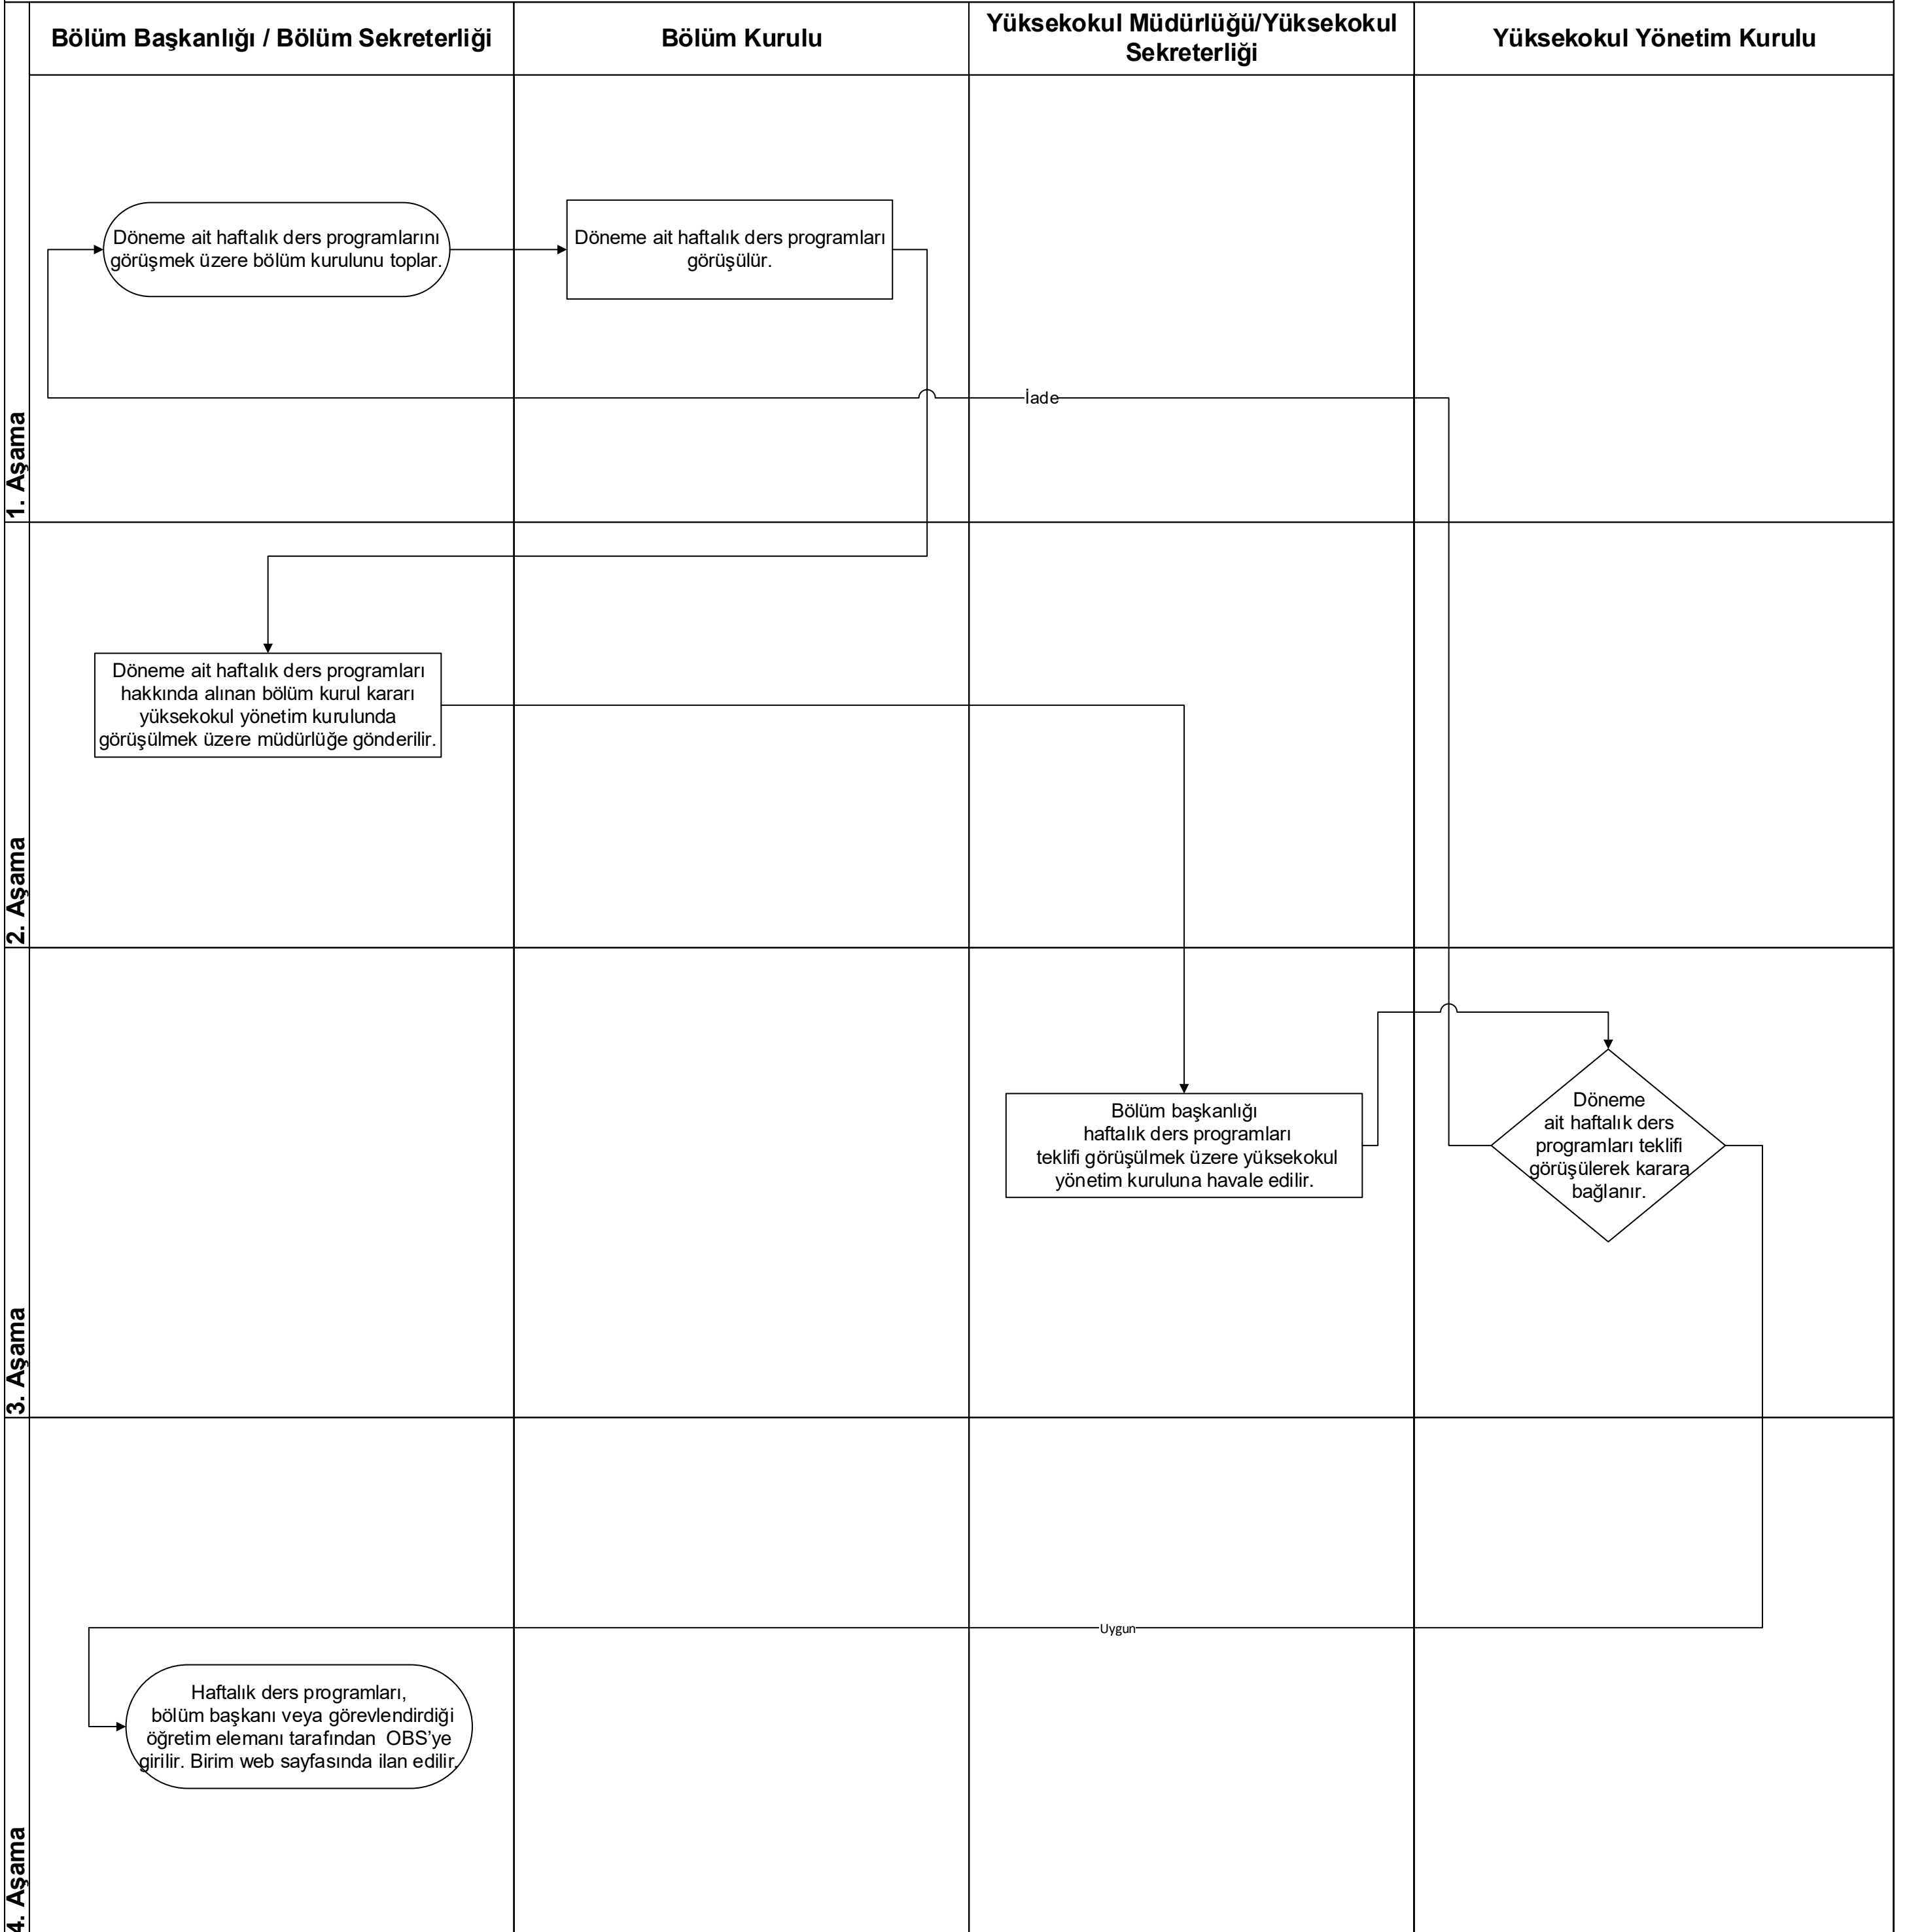 Bölüm Başkanlığı / Bölüm Sekreterliği
Bölüm Kurulu
Yüksekokul Müdürlüğü/Yüksekokul
Sekreterliği
Yüksekokul Yönetim Kurulu
1. Aşama
Döneme ait haftalık ders programlarını
görüşmek üzere bölüm kurulunu toplar.
Döneme ait haftalık ders programları
görüşülür.
İade
2. Aşama
Döneme ait haftalık ders programları
hakkında alınan bölüm kurul kararı
yüksekokul yönetim kurulunda
görüşülmek üzere müdürlüğe gönderilir.
3. Aşama
Bölüm başkanlığı
haftalık ders programları
teklifi görüşülmek üzere yüksekokul
yönetim kuruluna havale edilir.
Döneme
ait haftalık ders
programları teklifi
görüşülerek karara
bağlanır.
4. Aşama
Uygun
Haftalık ders programları,
bölüm başkanı veya görevlendirdiği
öğretim elemanı tarafından  OBS’ye
girilir. Birim web sayfasında ilan edilir.